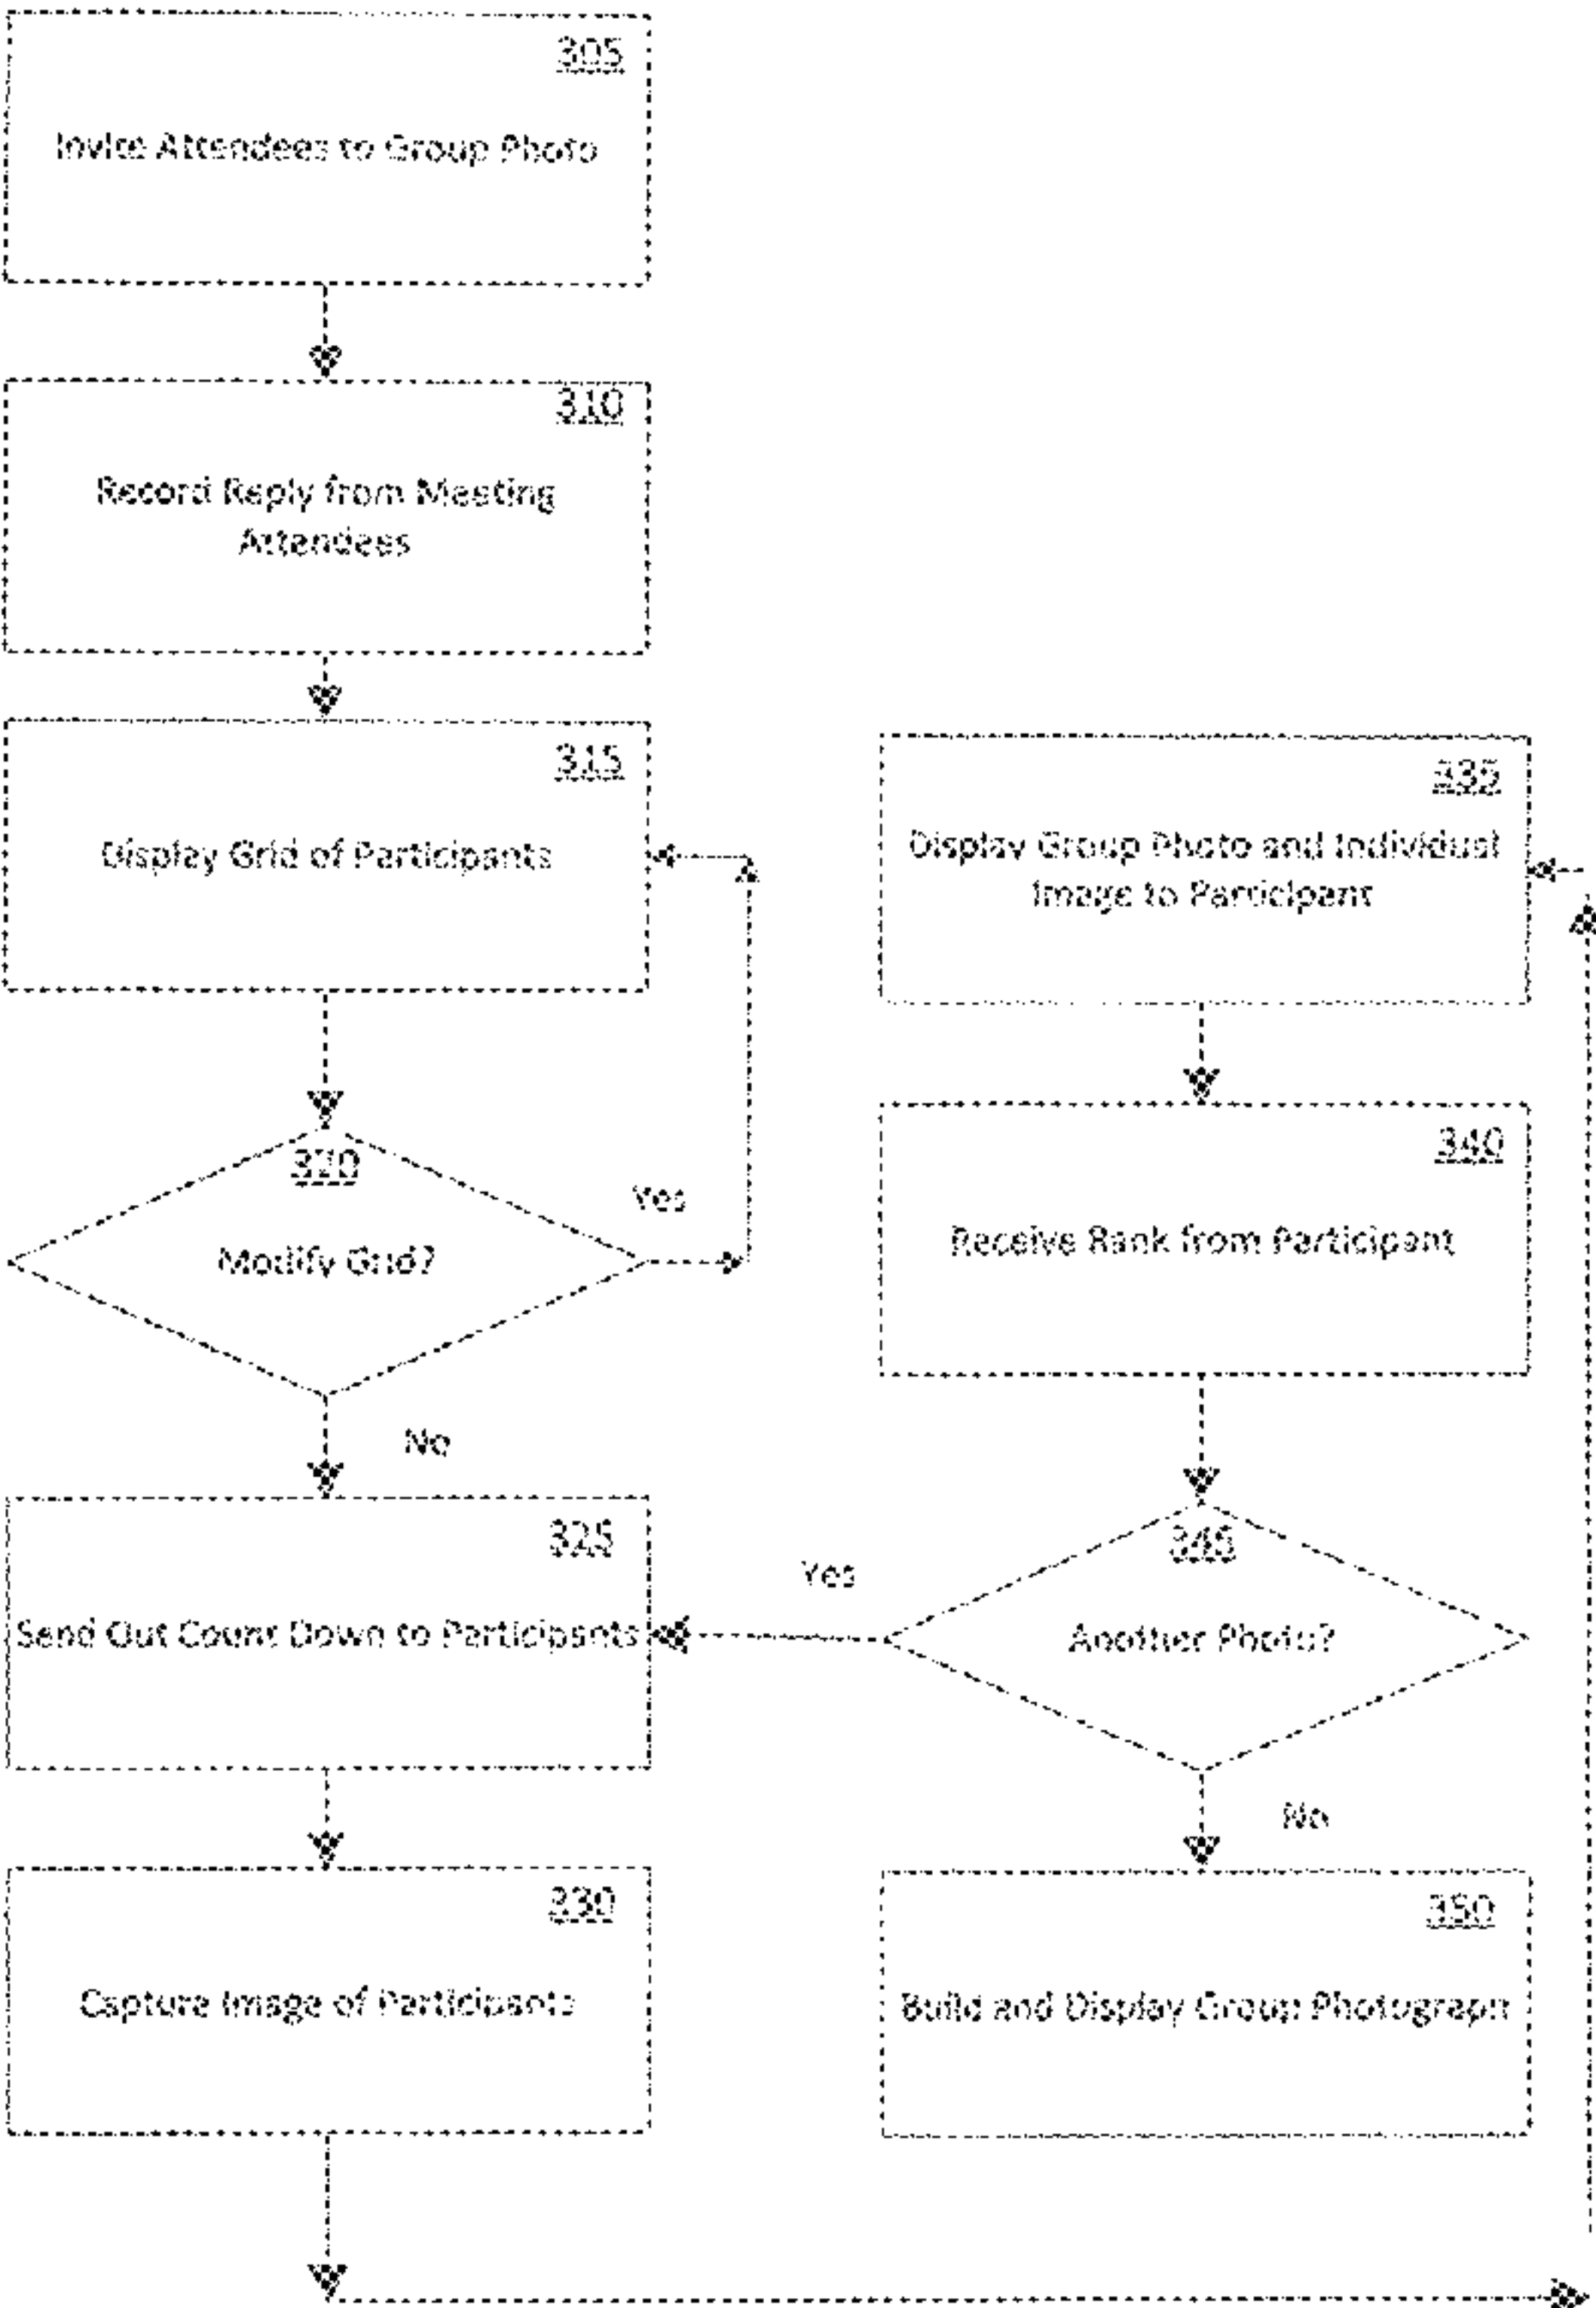 305
Invite Attendees to Group Photo
310
Record Reply from Meeting
Attendees
315
Display Grid of Participants
320
Modify Grid?
Yes
No
325
Send Out Count Down to Participants
330
Capture Image of Participants
335
Display Group Photo and Individual
Image to Participant
340
Receive Rank from Participant
345
Another Photo?
Yes
No
350
Build and Display Group Photograph